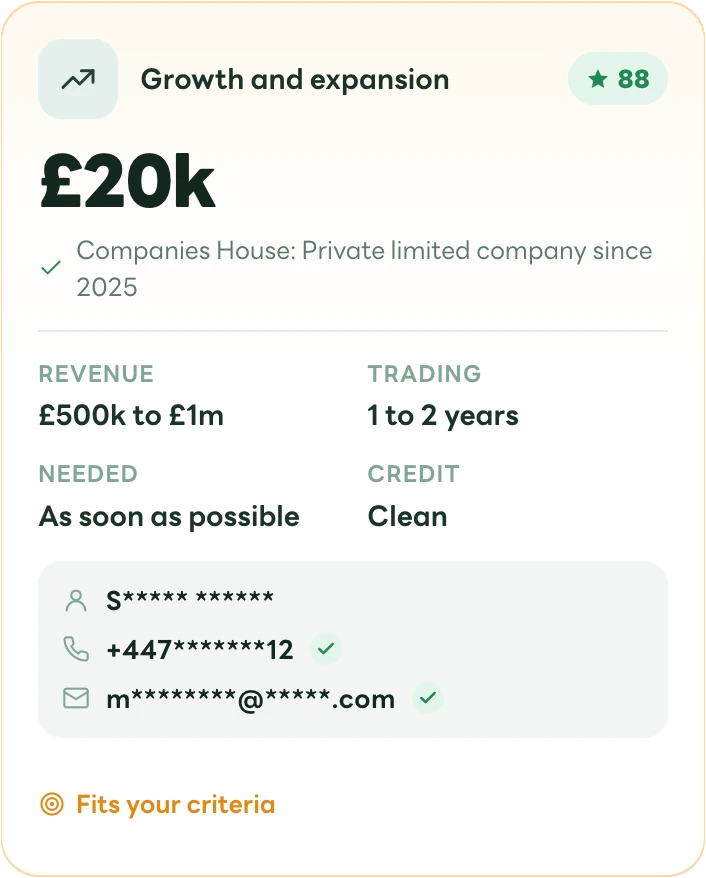 Growth and expansion
★ 88
£20k
Companies House: Private limited company since
2025
REVENUE
TRADING
£500k to £1m
1 to 2 years
NEEDED
CREDIT
As soon as possible
Clean
S***** ******
+447*******12
m********@*****.com
Fits your criteria